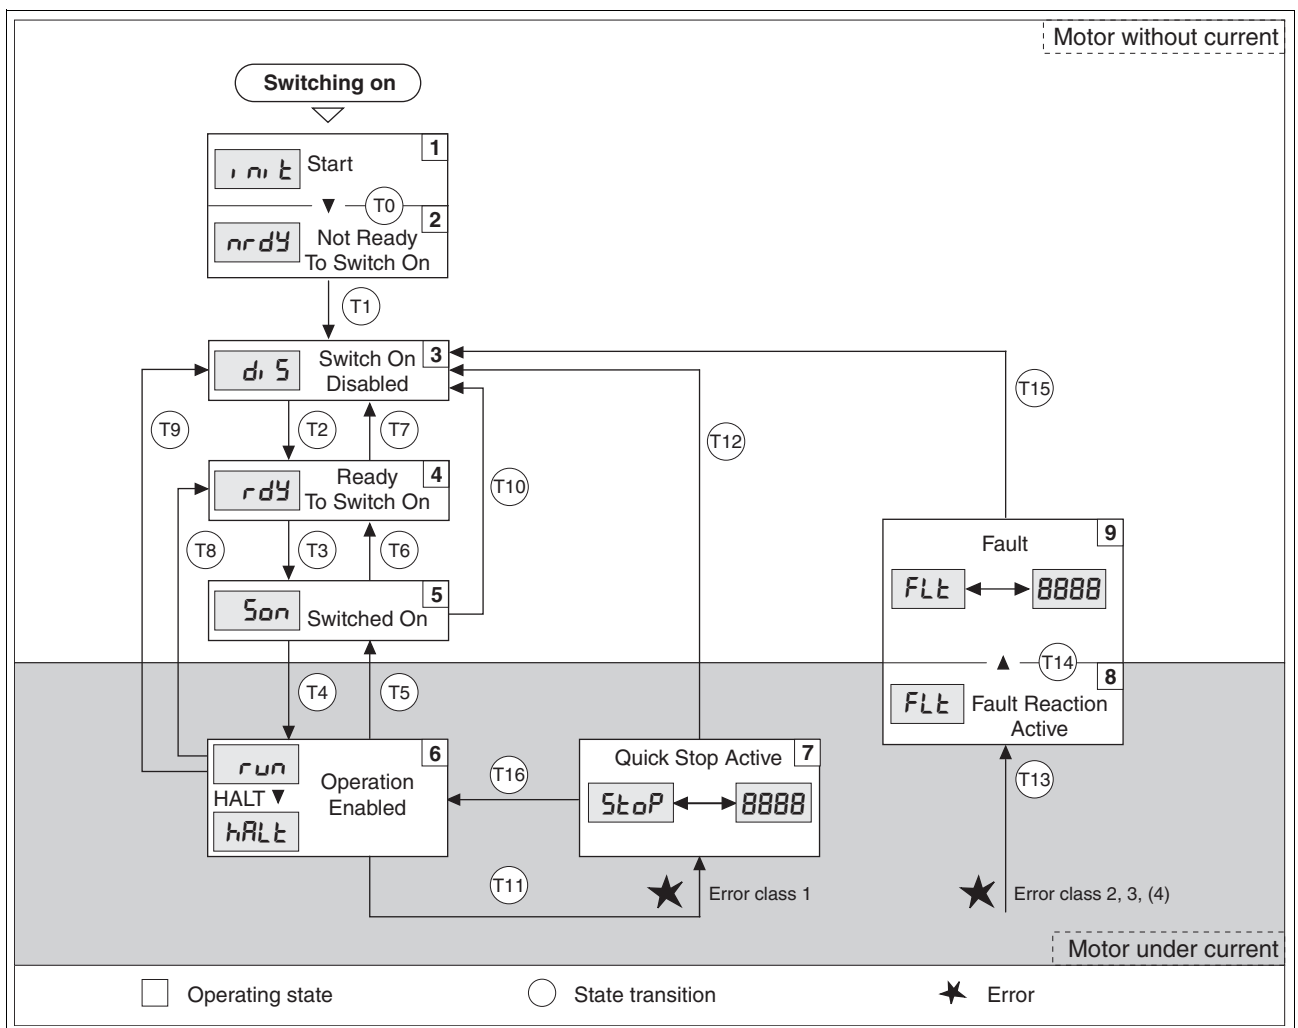 Motor without current
Switching on
1
init
Start
T0
2
nrdy
Not Ready
To Switch On
T1
3
diS
Switch On
Disabled
T15
T9
T2
T7
T12
4
rdy
Ready
To Switch On
T10
T8
T3
T6
9
Fault
FLt
8888
5
Son
Switched On
T14
8
FLt
Fault Reaction
Active
T4
T5
6
run
HALT
hALt
Operation
Enabled
T16
Quick Stop Active
7
StoP
8888
T13
T11
Error class 1
Error class 2, 3, (4)
Motor under current
Operating state
State transition
Error